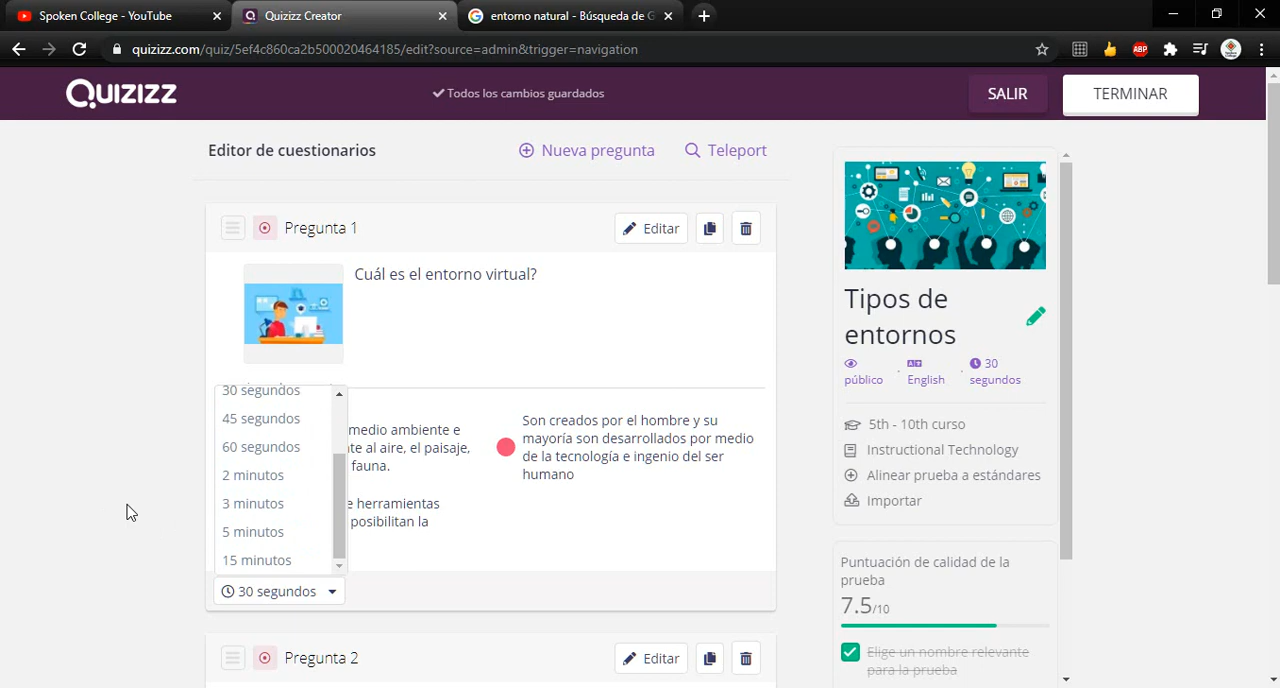 Spoken College - YouTube
Quizizz Creator
entorno natural - Búsqueda de G
quizizz.com/quiz/5ef4c860ca2b500020464185/edit?source=admin&trigger=navigation
ABP
QUIZIZZ
Todos los cambios guardados
SALIR
TERMINAR
Editor de cuestionarios
Nueva pregunta
Teleport
Pregunta 1
Editar
Cuál es el entorno virtual?
30 segundos
45 segundos
60 segundos
2 minutos
3 minutos
5 minutos
15 minutos
medio ambiente e
te al aire, el paisaje,
fauna.
Son creados por el hombre y su
mayoría son desarrollados por medio
de la tecnología e ingenio del ser
humano
e herramientas
posibilitan la
30 segundos
Pregunta 2
Editar
Tipos de
entornos
público
English
30
segundos
5th - 10th curso
Instructional Technology
Alinear prueba a estándares
Importar
Puntuación de calidad de la
prueba
7.5/10
Elige un nombre relevante
para la prueba